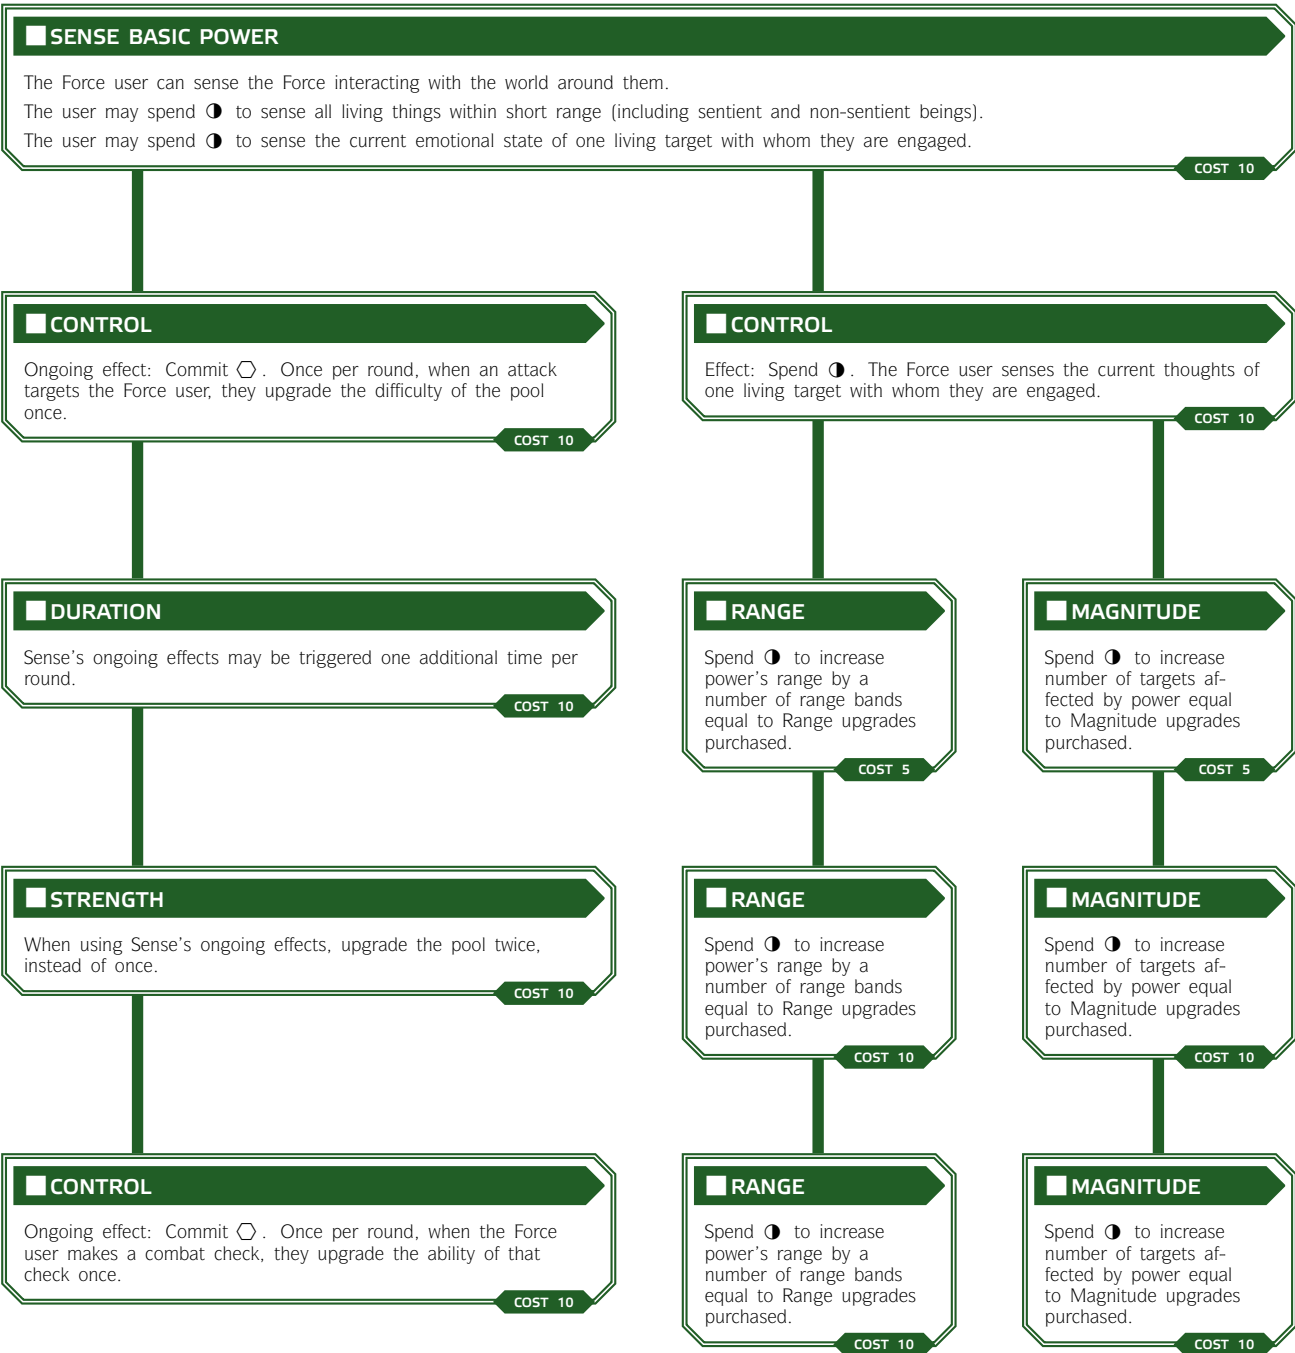 SENSE BASIC POWER
The Force user can sense the Force interacting with the world around them.
The user may spend ◑ to sense all living things within short range (including sentient and non-sentient beings).
The user may spend ◑ to sense the current emotional state of one living target with whom they are engaged.
COST 10
CONTROL
Ongoing effect: Commit ⬡. Once per round, when an attack
targets the Force user, they upgrade the difficulty of the pool
once.
COST 10
CONTROL
Effect: Spend ◑. The Force user senses the current thoughts of
one living target with whom they are engaged.
COST 10
DURATION
Sense's ongoing effects may be triggered one additional time per
round.
COST 10
RANGE
Spend ◑ to increase
power's range by a
number of range bands
equal to Range upgrades
purchased.
COST 5
MAGNITUDE
Spend ◑ to increase
number of targets af-
fected by power equal
to Magnitude upgrades
purchased.
COST 5
STRENGTH
When using Sense's ongoing effects, upgrade the pool twice,
instead of once.
COST 10
RANGE
Spend ◑ to increase
power's range by a
number of range bands
equal to Range upgrades
purchased.
COST 10
MAGNITUDE
Spend ◑ to increase
number of targets af-
fected by power equal
to Magnitude upgrades
purchased.
COST 10
CONTROL
Ongoing effect: Commit ⬡. Once per round, when the Force
user makes a combat check, they upgrade the ability of that
check once.
COST 10
RANGE
Spend ◑ to increase
power's range by a
number of range bands
equal to Range upgrades
purchased.
COST 10
MAGNITUDE
Spend ◑ to increase
number of targets af-
fected by power equal
to Magnitude upgrades
purchased.
COST 10